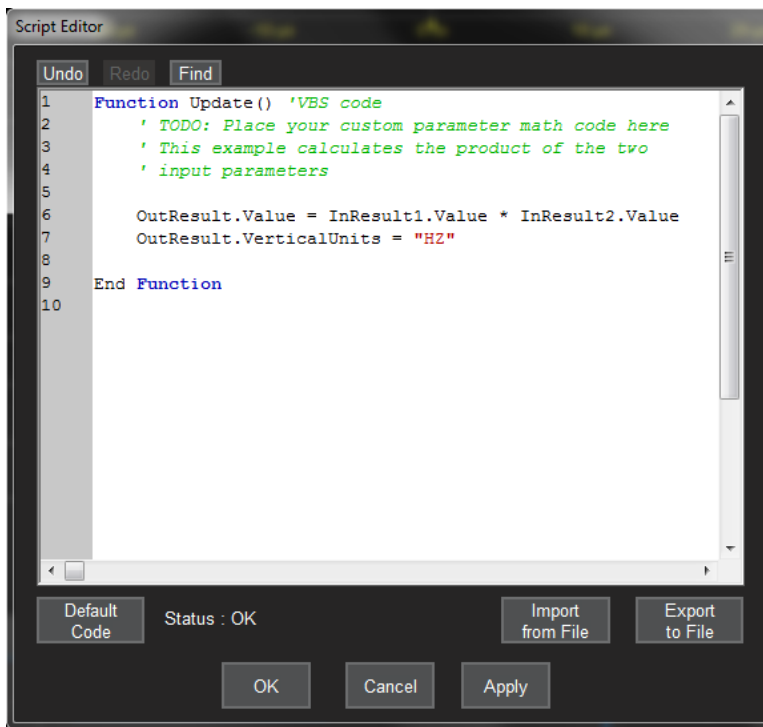 Script Editor
Undo Redo Find
1 Function Update() 'VBS code
2 ' TODO: Place your custom parameter math code here
3 ' This example calculates the product of the two
4 ' input parameters
5
6 OutResult.Value = InResult1.Value * InResult2.Value
7 OutResult.VerticalUnits = "HZ"
8
9 End Function
10
Default
Code
Status : OK
Import
from File
Export
to File
OK Cancel Apply